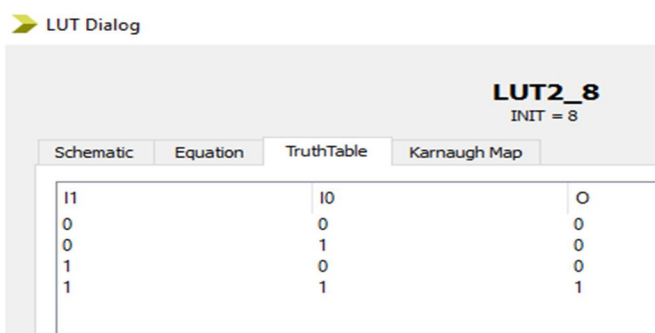 LUT Dialog
LUT2_8
INIT = 8
Schematic Equation TruthTable Karnaugh Map
I1 I0 O
0 0 0
0 1 0
1 0 0
1 1 1